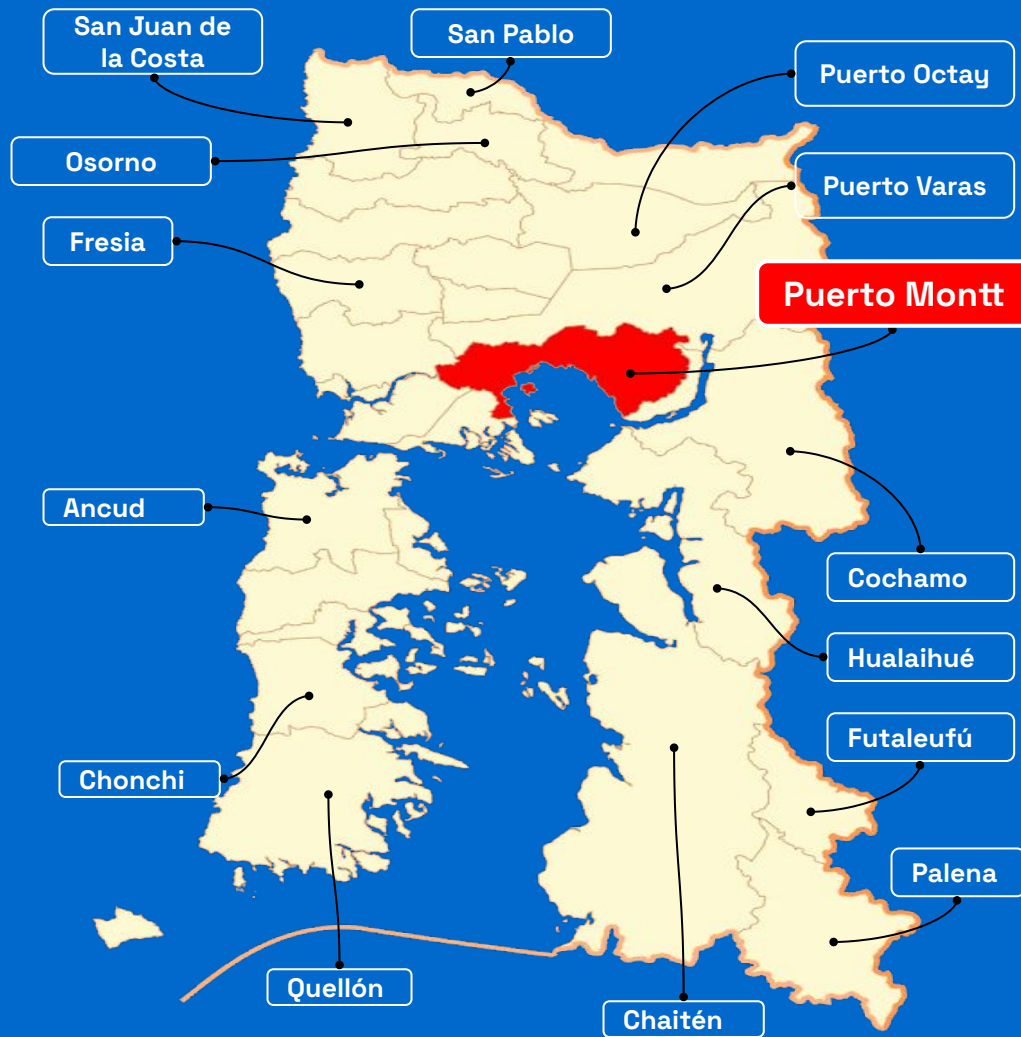 San Juan de
la Costa
San Pablo
Puerto Octay
Osorno
Puerto Varas
Fresia
Puerto Montt
Ancud
Cochamo
Hualaihué
Futaleufú
Chonchi
Palena
Quellón
Chaitén